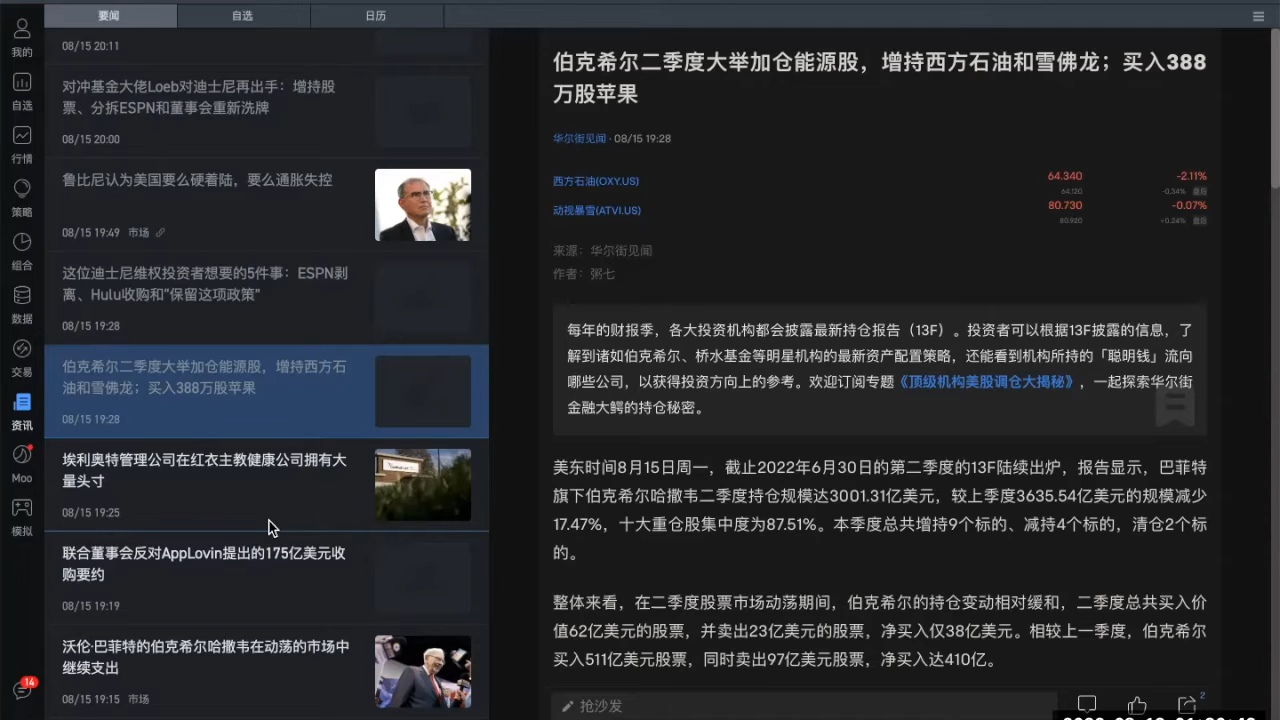 要闻
自选
日历
我的
自选
行情
策略
组合
数据
交易
资讯
Moo
模拟
14
08/15 20:11
对冲基金大佬Loeb对迪士尼再出手：增持股
票、分拆ESPN和董事会重新洗牌
08/15 20:00
鲁比尼认为美国要么硬着陆，要么通胀失控
08/15 19:49 市场
这位迪士尼维权投资者想要的5件事：ESPN剥
离、Hulu收购和“保留这项政策”
08/15 19:28
伯克希尔二季度大举加仓能源股，增持西方石
油和雪佛龙；买入388万股苹果
08/15 19:28
埃利奥特管理公司在红衣主教健康公司拥有大
量头寸
08/15 19:25
联合董事会反对AppLovin提出的175亿美元收
购要约
08/15 19:19
沃伦·巴菲特的伯克希尔哈撒韦在动荡的市场中
继续支出
08/15 19:15 市场
伯克希尔二季度大举加仓能源股，增持西方石油和雪佛龙；买入388
万股苹果
华尔街见闻 · 08/15 19:28
西方石油(OXY.US) 64.340 -2.11%
64.120 -0.34% 盘后
动视暴雪(ATVI.US) 80.730 -0.07%
80.920 +0.24% 盘后
来源：华尔街见闻
作者：粥七
每年的财报季，各大投资机构都会披露最新持仓报告（13F）。投资者可以根据13F披露的信息，了
解到诸如伯克希尔、桥水基金等明星机构的最新资产配置策略，还能看到机构所持的「聪明钱」流向
哪些公司，以获得投资方向上的参考。欢迎订阅专题《顶级机构美股调仓大揭秘》，一起探索华尔街
金融大鳄的持仓秘密。
美东时间8月15日周一，截止2022年6月30日的第二季度的13F陆续出炉，报告显示，巴菲特
旗下伯克希尔哈撒韦二季度持仓规模达3001.31亿美元，较上季度3635.54亿美元的规模减少
17.47%，十大重仓股集中度为87.51%。本季度总共增持9个标的、减持4个标的，清仓2个标
的。
整体来看，在二季度股票市场动荡期间，伯克希尔的持仓变动相对缓和，二季度总共买入价
值62亿美元的股票，并卖出23亿美元的股票，净买入仅38亿美元。相较上一季度，伯克希尔
买入511亿美元股票，同时卖出97亿美元股票，净买入达410亿。
抢沙发
2